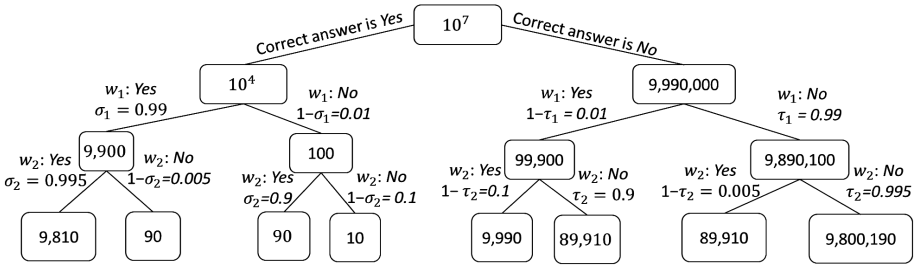 10⁷
Correct answer is Yes
Correct answer is No
10⁴
9,990,000
w₁: Yes
σ₁ = 0.99
w₁: No
1−σ₁=0.01
w₁: Yes
1−τ₁ = 0.01
w₁: No
τ₁ = 0.99
9,900
100
99,900
9,890,100
w₂: Yes
σ₂ = 0.995
w₂: No
1−σ₂=0.005
w₂: Yes
σ₂=0.9
w₂: No
1−σ₂= 0.1
w₂: Yes
1− τ₂=0.1
w₂: No
τ₂ = 0.9
w₂: Yes
1−τ₂ = 0.005
w₂: No
τ₂=0.995
9,810
90
90
10
9,990
89,910
89,910
9,800,190